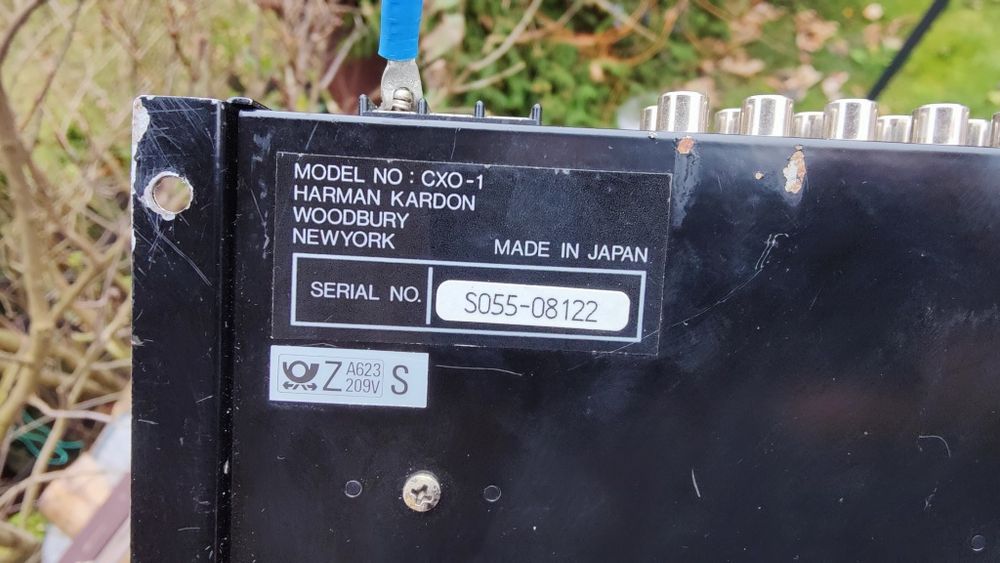 MODEL NO : CXO-1
HARMAN KARDON
WOODBURY
NEWYORK
MADE IN JAPAN
SERIAL NO.
S055-08122
Z A623 209V S